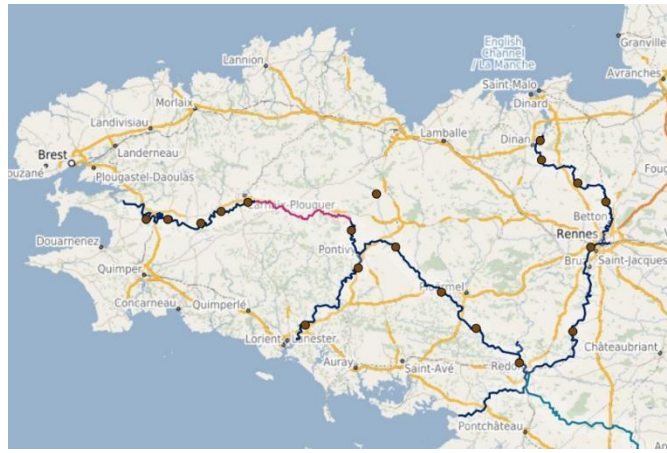 Granville
English
Channel
/ La Manche
Lannion
Saint-Malo
Avranches
Dinard
Morlaix
Landivisiau
Lamballe
Dinan
Landerneau
Brest
Plougastel-Daoulas
Betton
Rennes
Douarnenez
Pontivy
Saint-Jacques
Quimper
Concarneau
Quimperlé
Châteaubriant
Lorient
Lanester
Auray
Saint-Avé
Pontchâteau